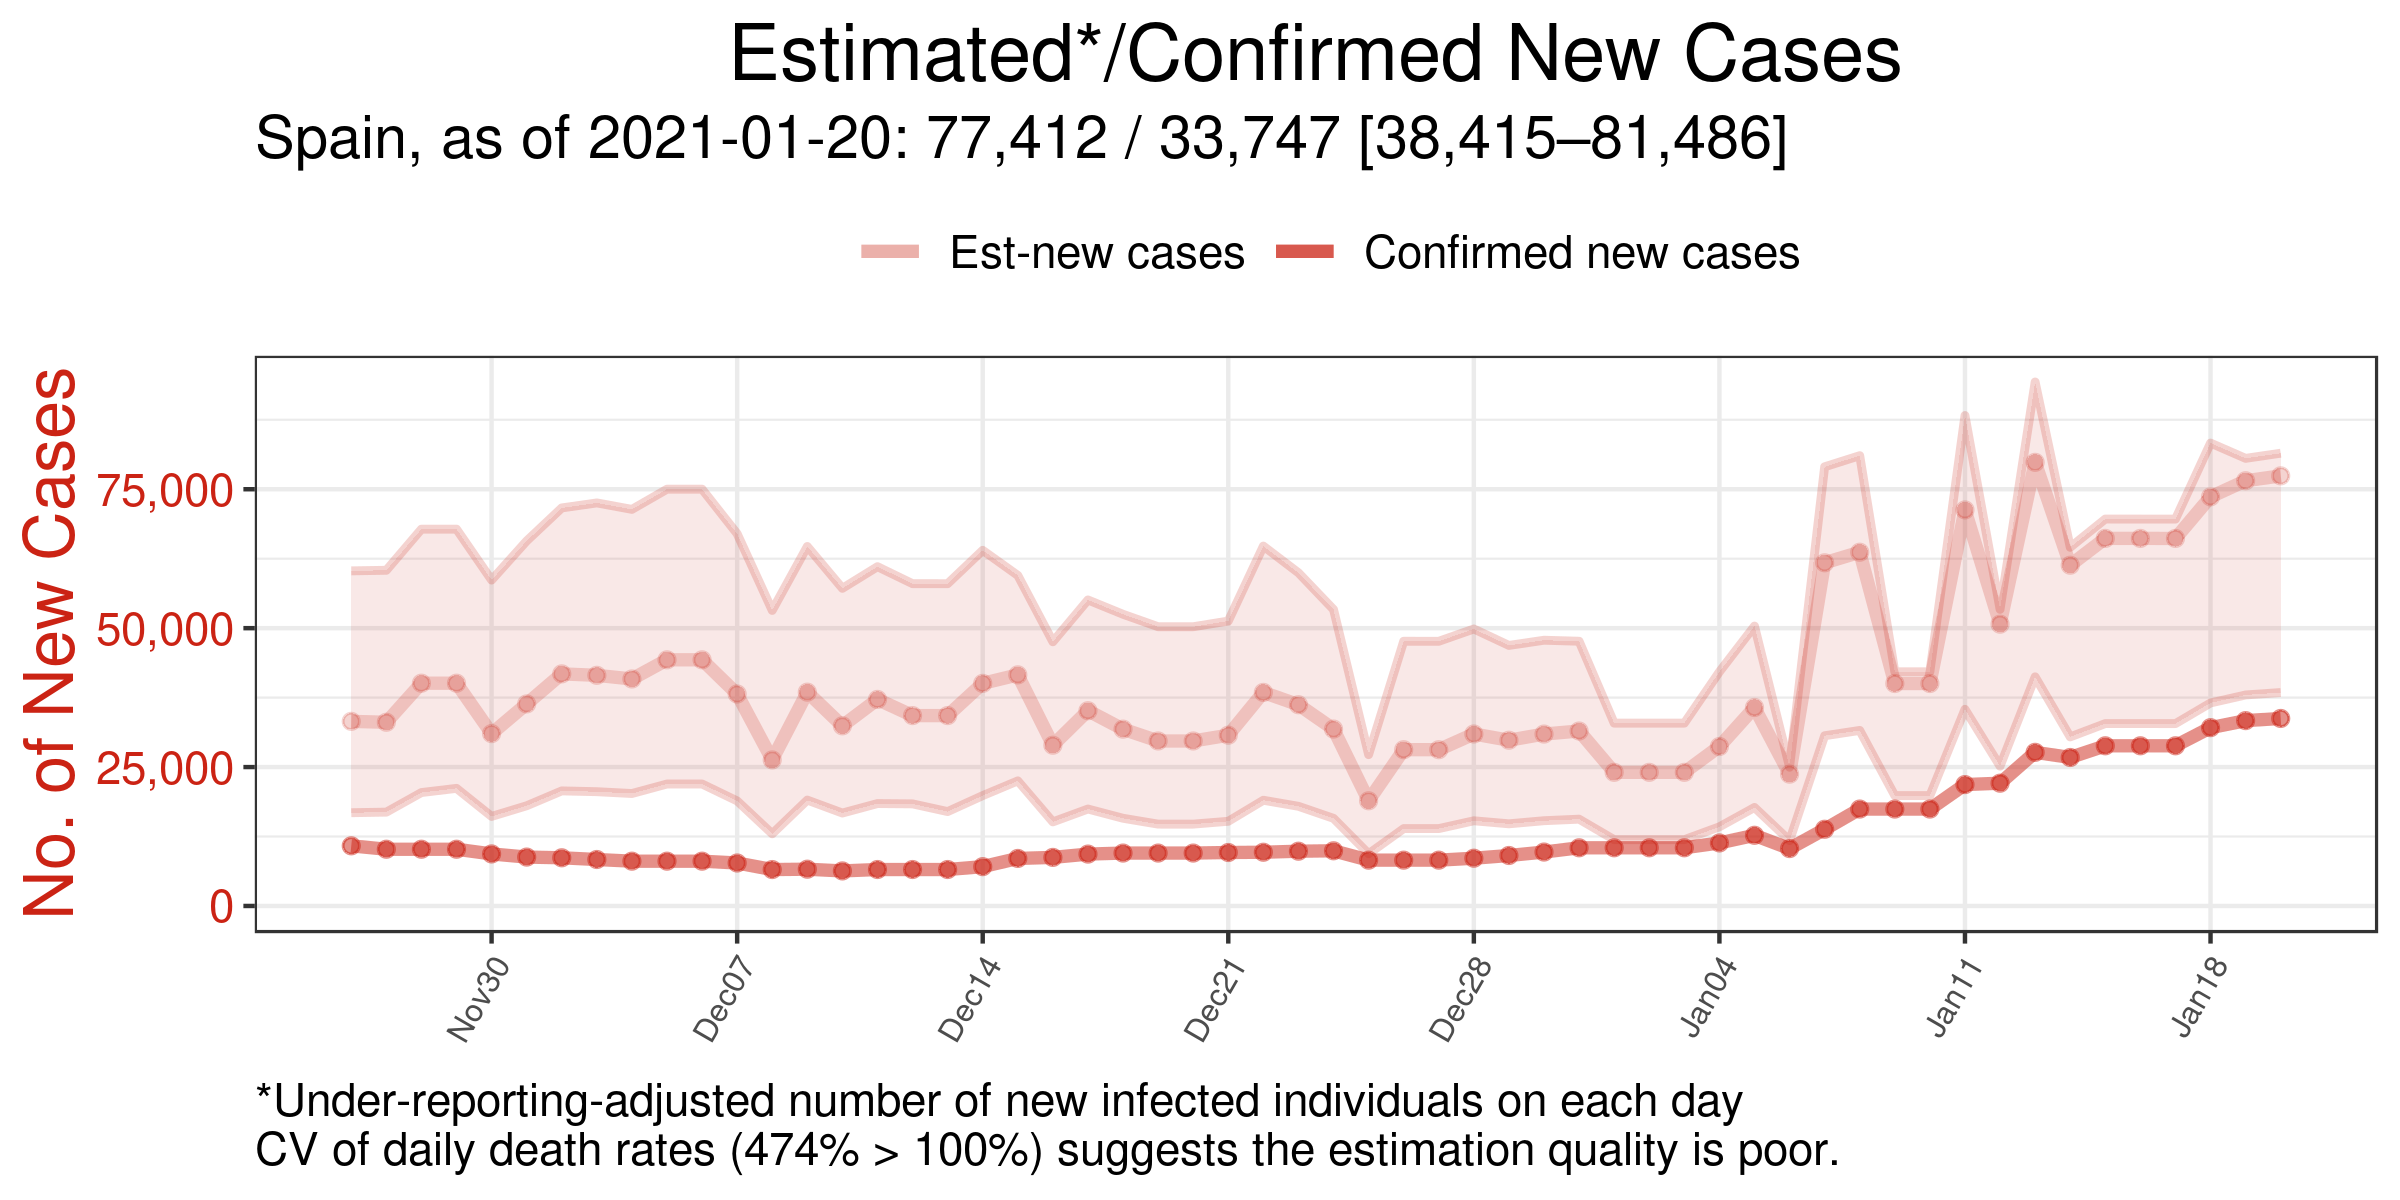 Estimated*/Confirmed New Cases
Spain, as of 2021-01-20: 77,412 / 33,747 [38,415–81,486]
Est-new cases
Confirmed new cases
No. of New Cases
75,000
50,000
25,000
0
Nov30
Dec07
Dec14
Dec21
Dec28
Jan04
Jan11
Jan18
*Under-reporting-adjusted number of new infected individuals on each day
CV of daily death rates (474% > 100%) suggests the estimation quality is poor.